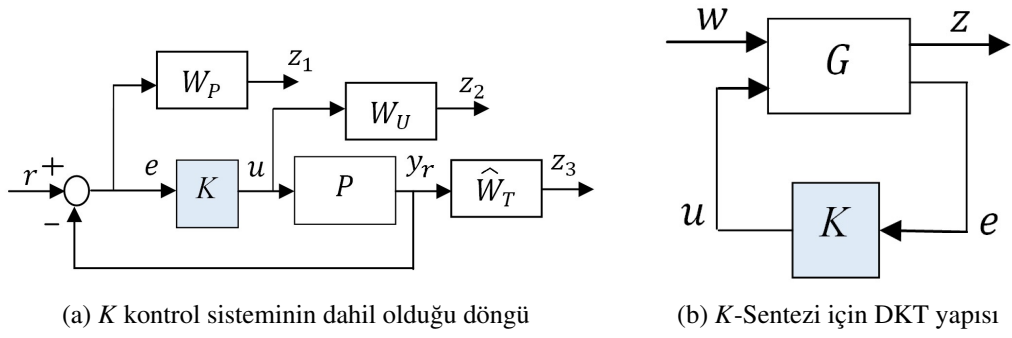 W_P
z_1
W_U
z_2
r
+
−
e
K
u
P
y_r
Ŵ_T
z_3
(a) K kontrol sisteminin dahil olduğu döngü
w
G
z
u
K
e
(b) K-Sentezi için DKT yapısı